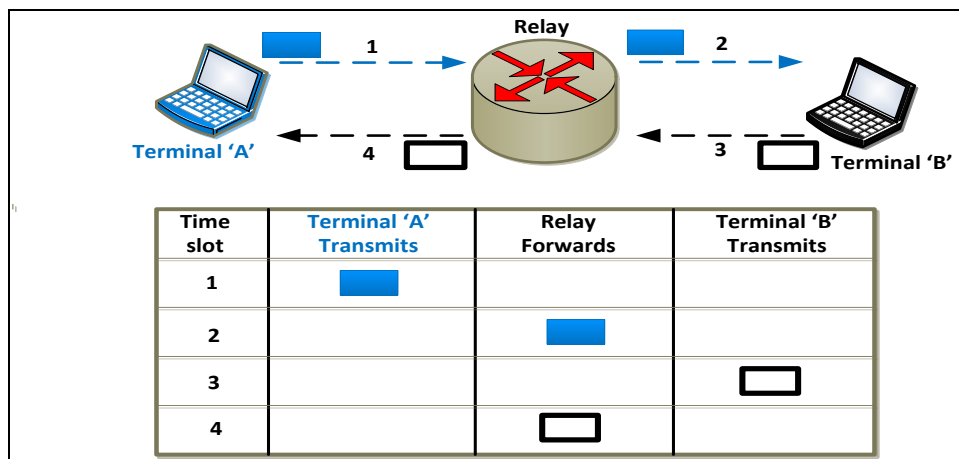 Relay
1
2
4
3
Terminal ‘A’
Terminal ‘B’
Time slot
Terminal ‘A’ Transmits
Relay Forwards
Terminal ‘B’ Transmits
1
2
3
4